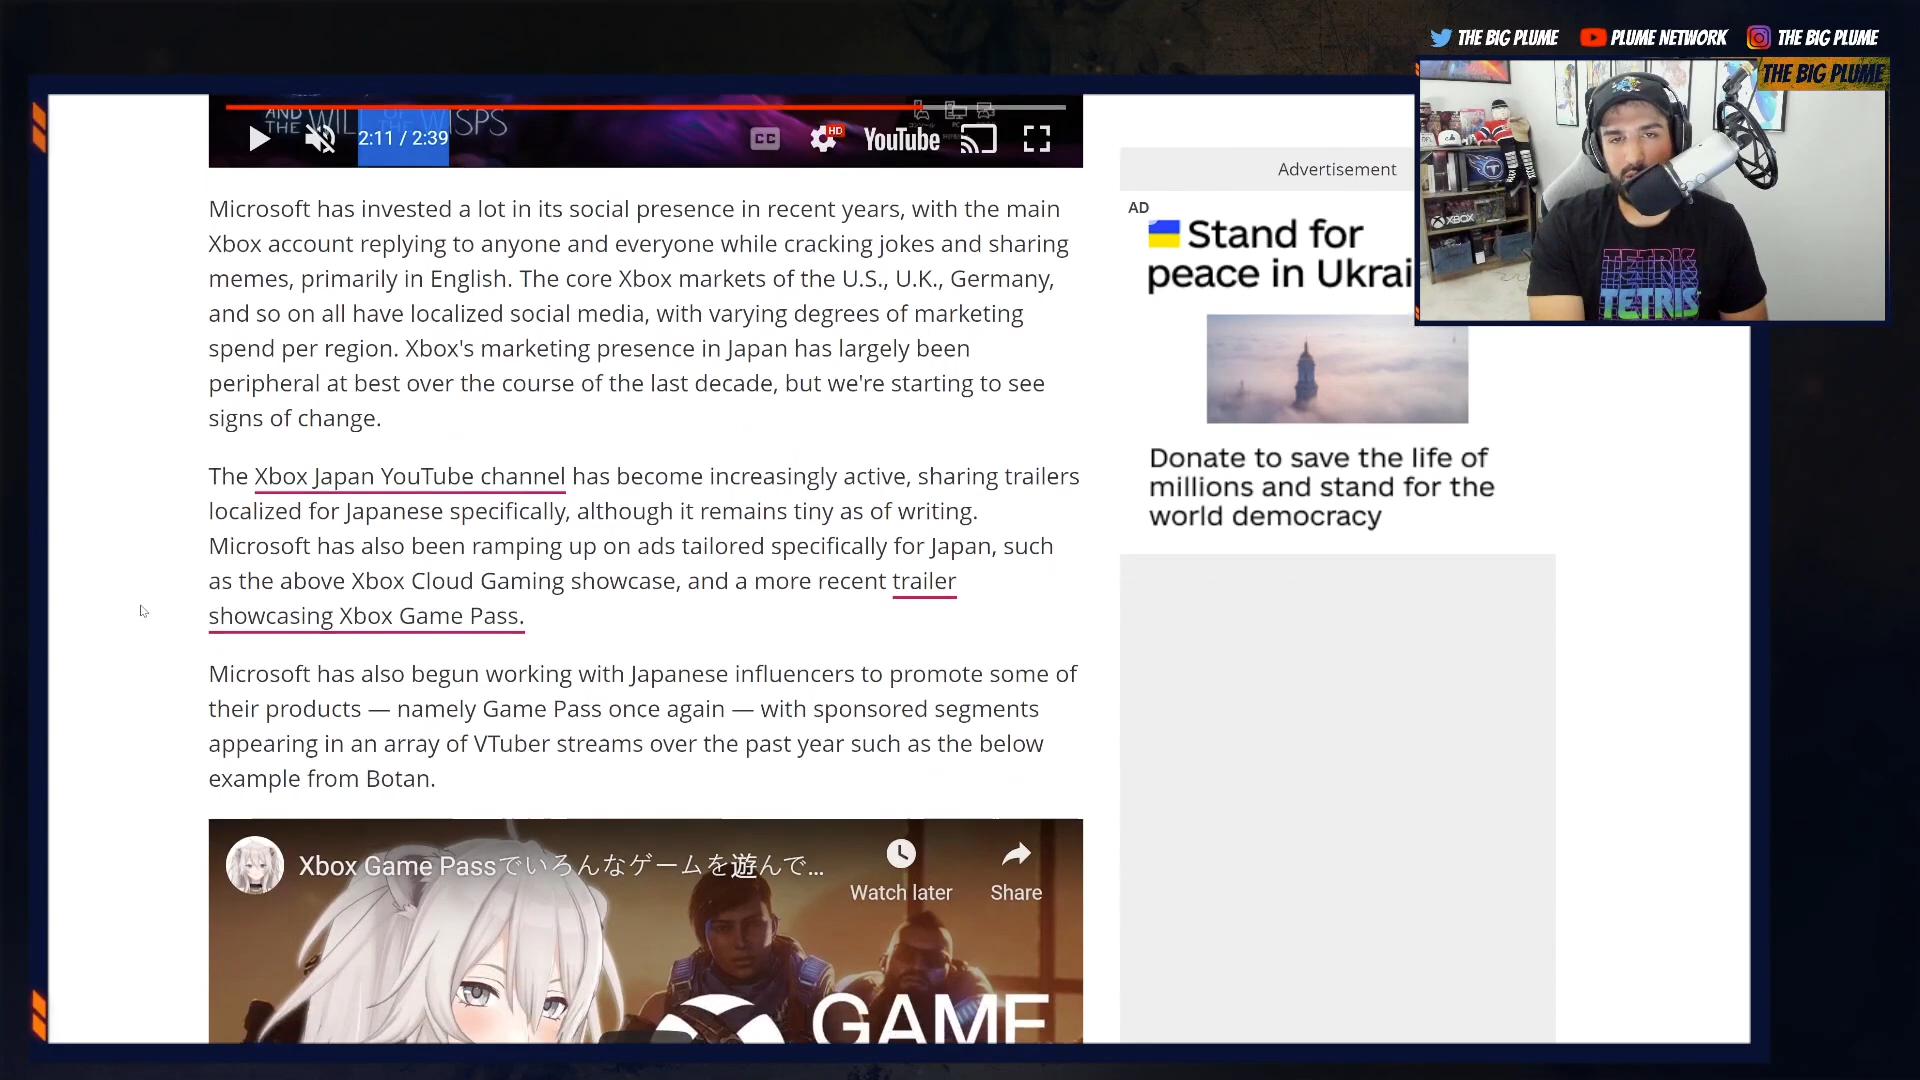 THE BIG PLUME PLUME NETWORK THE BIG PLUME
THE BIG PLUME
AND
THE WIL OF THE WISPS
2:11 / 2:39
CC
HD
YouTube
Microsoft has invested a lot in its social presence in recent years, with the main
Xbox account replying to anyone and everyone while cracking jokes and sharing
memes, primarily in English. The core Xbox markets of the U.S., U.K., Germany,
and so on all have localized social media, with varying degrees of marketing
spend per region. Xbox's marketing presence in Japan has largely been
peripheral at best over the course of the last decade, but we're starting to see
signs of change.
The Xbox Japan YouTube channel has become increasingly active, sharing trailers
localized for Japanese specifically, although it remains tiny as of writing.
Microsoft has also been ramping up on ads tailored specifically for Japan, such
as the above Xbox Cloud Gaming showcase, and a more recent trailer
showcasing Xbox Game Pass.
Microsoft has also begun working with Japanese influencers to promote some of
their products — namely Game Pass once again — with sponsored segments
appearing in an array of VTuber streams over the past year such as the below
example from Botan.
Xbox Game Passでいろんなゲームを遊んで...
Watch later
Share
GAME
Advertisement
AD
Stand for
peace in Ukrai
Donate to save the life of
millions and stand for the
world democracy
XBOX
TETRIS
TETRIS